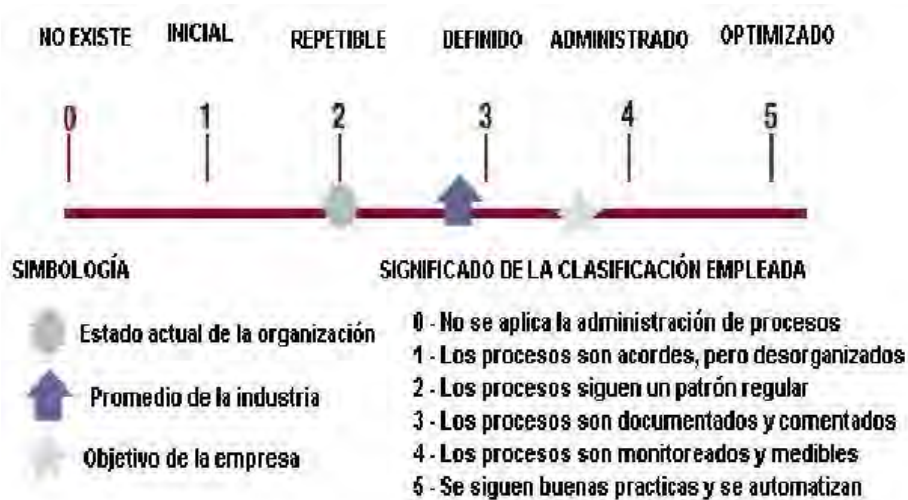 NO EXISTE INICIAL REPETIBLE DEFINIDO ADMINISTRADO OPTIMIZADO
0 1 2 3 4 5
SIMBOLOGÍA
Estado actual de la organización
Promedio de la industria
Objetivo de la empresa
SIGNIFICADO DE LA CLASIFICACIÓN EMPLEADA
0 - No se aplica la administración de procesos
1 - Los procesos son acordes, pero desorganizados
2 - Los procesos siguen un patrón regular
3 - Los procesos son documentados y comentados
4 - Los procesos son monitoreados y medibles
5 - Se siguen buenas practicas y se automatizan